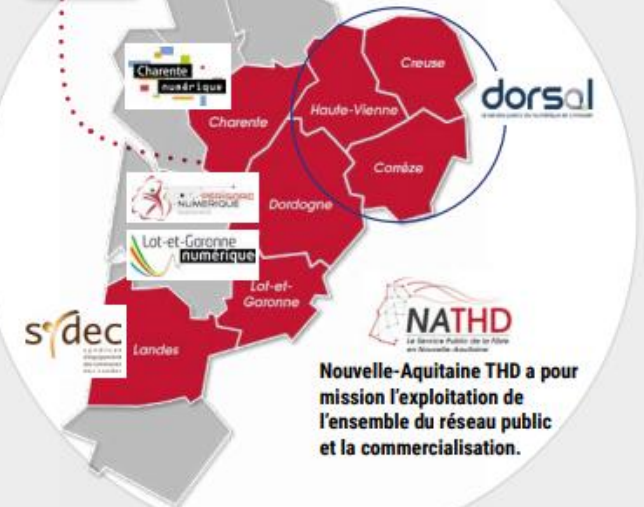 Charente
numérique
Creuse
Haute-Vienne
dorsal
Charente
Corrèze
PÉRIGORD
NUMÉRIQUE
Dordogne
Lot-et-Garonne
numérique
Lot-et-
Garonne
sydec
Landes
NATHD
Le Service Public de la Fibre
en Nouvelle-Aquitaine
Nouvelle-Aquitaine THD a pour
mission l'exploitation de
l'ensemble du réseau public
et la commercialisation.